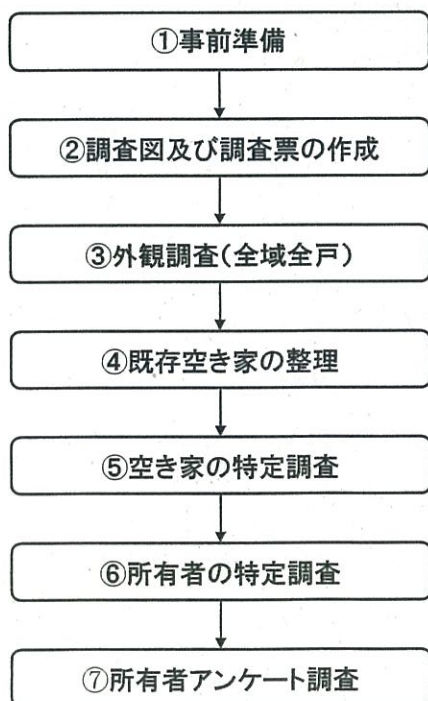 ①事前準備
②調査図及び調査票の作成
③外観調査(全域全戸)
④既存空き家の整理
⑤空き家の特定調査
⑥所有者の特定調査
⑦所有者アンケート調査